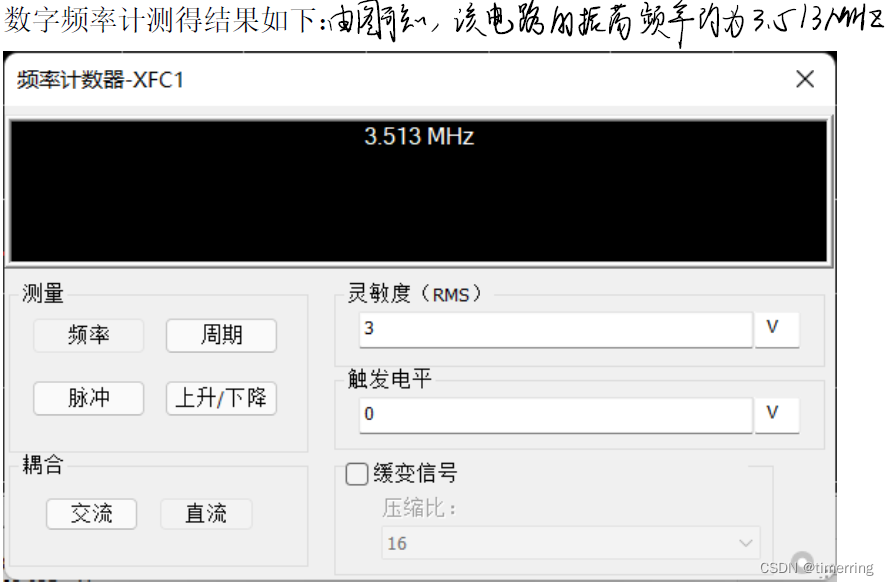 数字频率计测得结果如下:由图可知，该电路的振荡频率约为3.513MHz
频率计数器-XFC1
3.513 MHz
测量
频率 周期
脉冲 上升/下降
耦合
交流 直流
灵敏度（RMS）
3 V
触发电平
0 V
缓变信号
压缩比：
16
CSDN @timerring